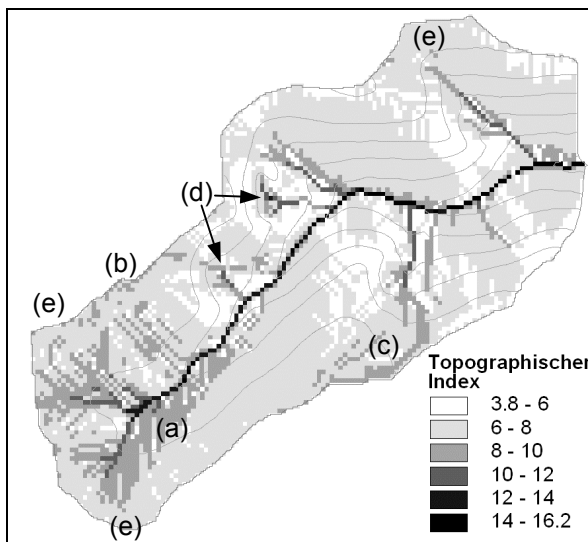 (e)
(d)
(b)
(e)
(c)
(a)
(e)
Topographischer
Index
3.8 - 6
6 - 8
8 - 10
10 - 12
12 - 14
14 - 16.2